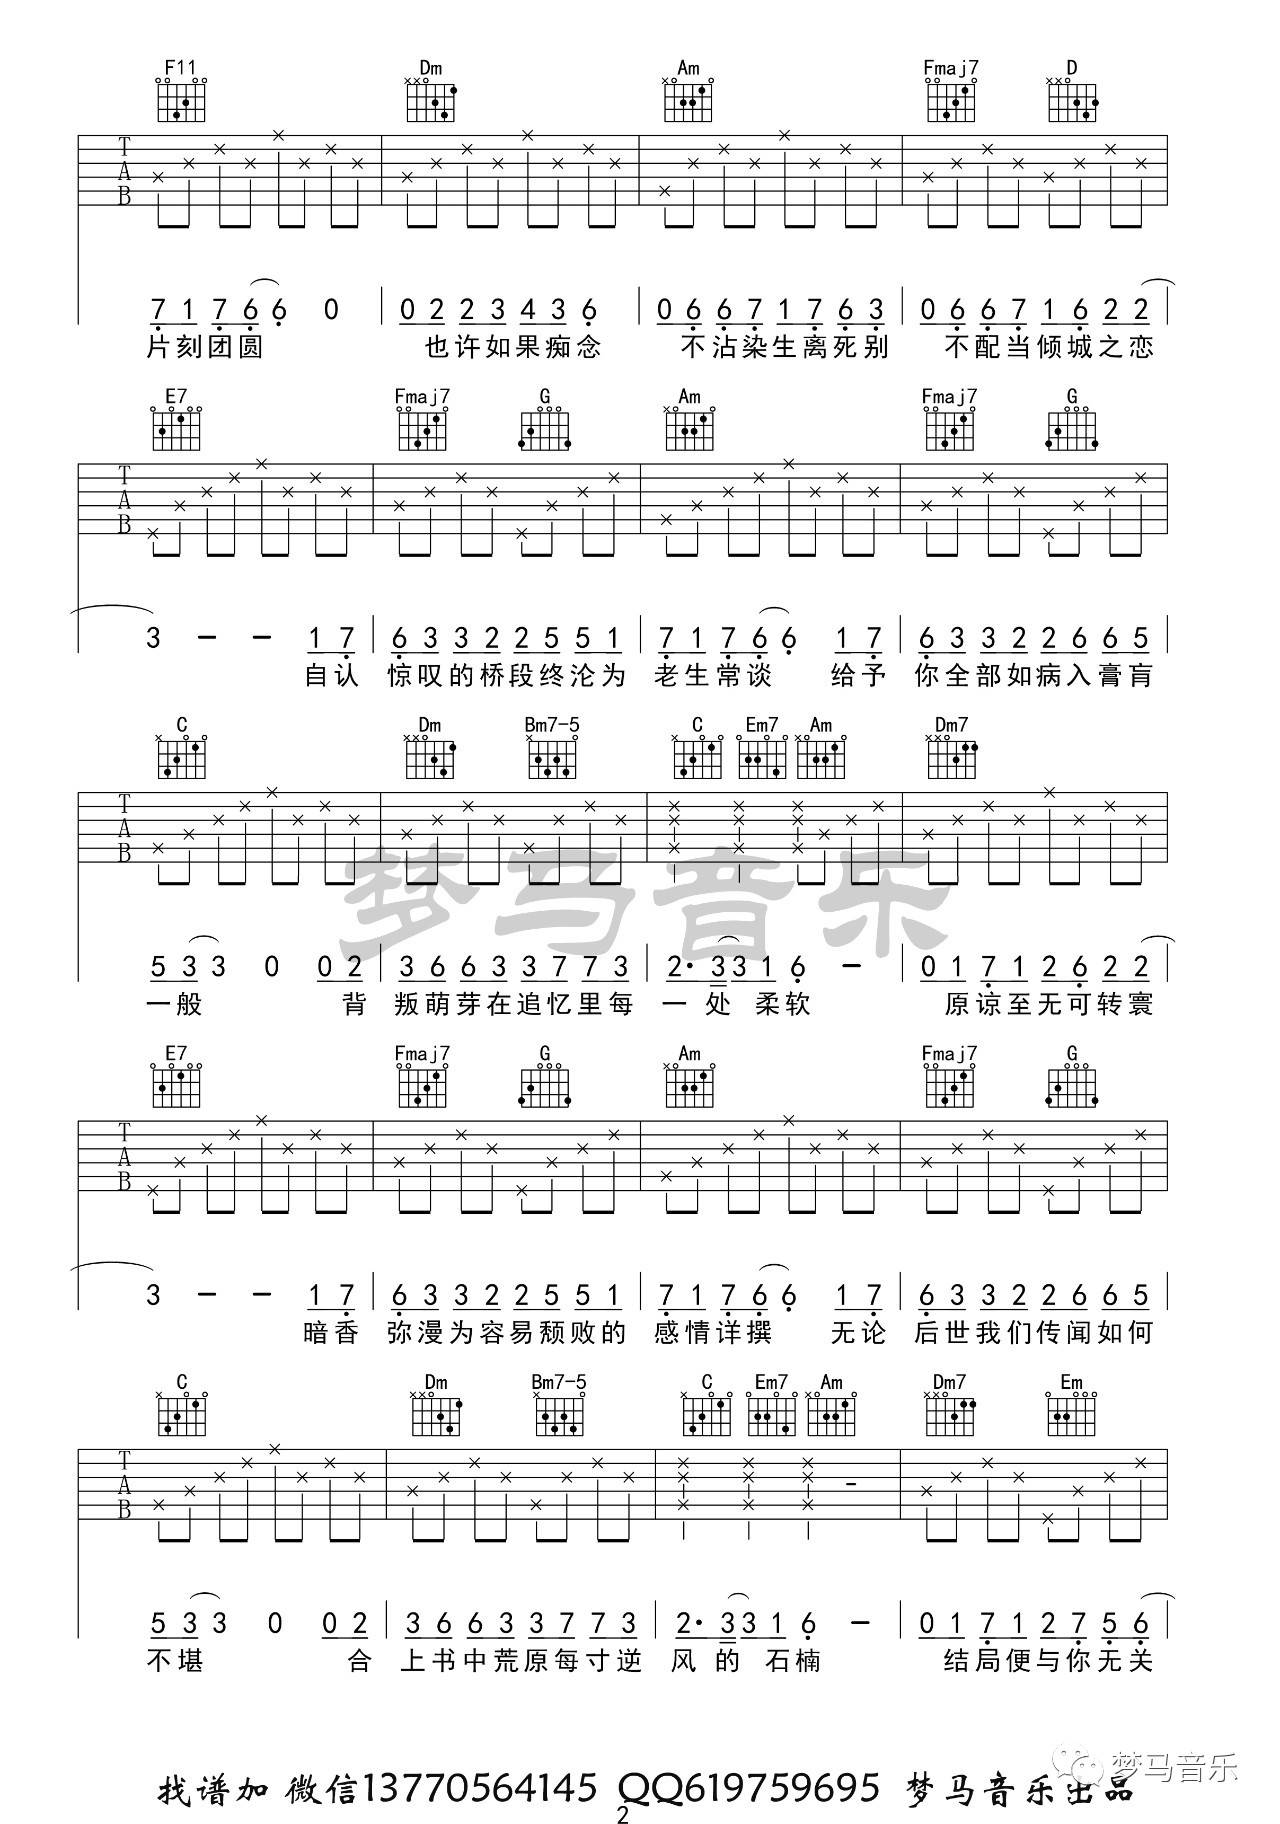 F11 Dm Am Fmaj7 D
T
A
B
7 1 7 6 6 0 0 2 2 3 4 3 6 0 6 6 7 1 7 6 3 0 6 6 7 1 6 2 2
片刻团圆 也许如果痴念 不沾染生离死别 不配当倾城之恋
E7 Fmaj7 G Am Fmaj7 G
T
A
B
3 - - 1 7 6 3 3 2 2 5 5 1 7 1 7 6 6 1 7 6 3 3 2 2 6 6 5
自认 惊叹的桥段终沦为 老生常谈 给予 你全部如病入膏肓
C Dm Bm7-5 C Em7 Am Dm7
T
A
B
梦马音乐
5 3 3 0 0 2 3 6 6 3 3 7 7 3 2· 3 3 1 6 - 0 1 7 1 2 6 2 2
一般 背 叛萌芽在追忆里每 一 处 柔软 原谅至无可转寰
E7 Fmaj7 G Am Fmaj7 G
T
A
B
3 - - 1 7 6 3 3 2 2 5 5 1 7 1 7 6 6 1 7 6 3 3 2 2 6 6 5
暗香 弥漫为容易颓败的 感情详撰 无论 后世我们传闻如何
C Dm Bm7-5 C Em7 Am Dm7 Em
T
A
B
5 3 3 0 0 2 3 6 6 3 3 7 7 3 2· 3 3 1 6 - 0 1 7 1 2 7 5 6
不堪 合 上书中荒原每寸逆 风 的 石楠 结局便与你无关
梦马音乐
找谱加 微信13770564145 QQ619759695 梦马音乐出品
2